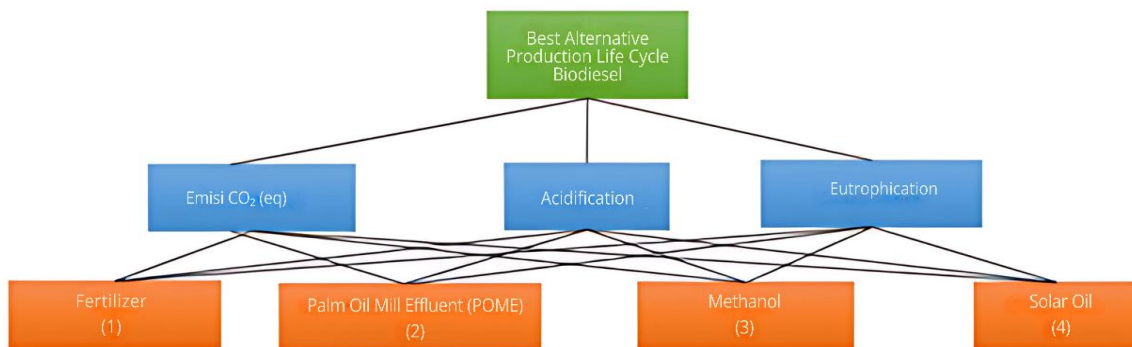 Best Alternative
Production Life Cycle
Biodiesel
Emisi CO₂ (eq)
Acidification
Eutrophication
Fertilizer
(1)
Palm Oil Mill Effluent (POME)
(2)
Methanol
(3)
Solar Oil
(4)